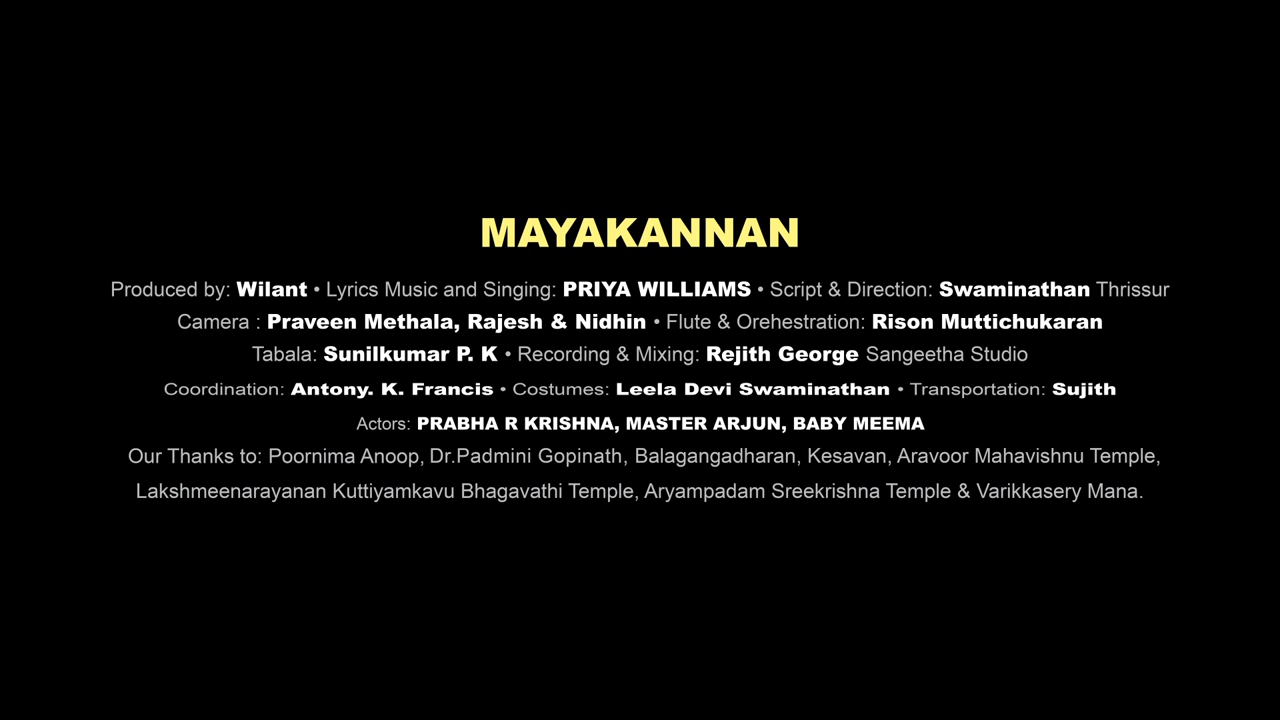 MAYAKANNAN
Produced by: Wilant • Lyrics Music and Singing: PRIYA WILLIAMS • Script & Direction: Swaminathan Thrissur
Camera : Praveen Methala, Rajesh & Nidhin • Flute & Orehestration: Rison Muttichukaran
Tabala: Sunilkumar P. K • Recording & Mixing: Rejith George Sangeetha Studio
Coordination: Antony. K. Francis • Costumes: Leela Devi Swaminathan • Transportation: Sujith
Actors: PRABHA R KRISHNA, MASTER ARJUN, BABY MEEMA
Our Thanks to: Poornima Anoop, Dr.Padmini Gopinath, Balagangadharan, Kesavan, Aravoor Mahavishnu Temple,
Lakshmeenarayanan Kuttiyamkavu Bhagavathi Temple, Aryampadam Sreekrishna Temple & Varikkasery Mana.